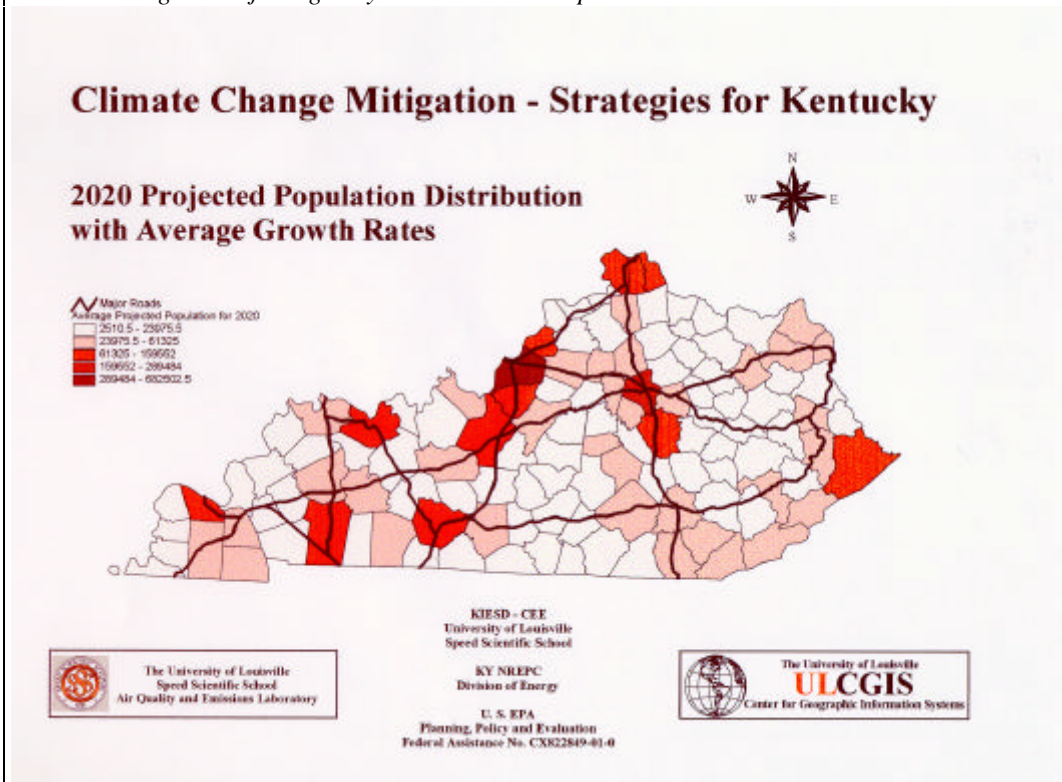 Climate Change Mitigation - Strategies for Kentucky
2020 Projected Population Distribution
with Average Growth Rates
N
W
E
S
Major Roads
Average Projected Population for 2020
2510.5 - 23975.5
23975.5 - 61325
61325 - 159552
159552 - 289484
289484 - 682502.5
KIESD - CEE
University of Louisville
Speed Scientific School
KY NREPC
Division of Energy
U. S. EPA
Planning, Policy and Evaluation
Federal Assistance No. CX822849-01-0
The University of Louisville
Speed Scientific School
Air Quality and Emissions Laboratory
The University of Louisville
ULCGIS
Center for Geographic Information Systems